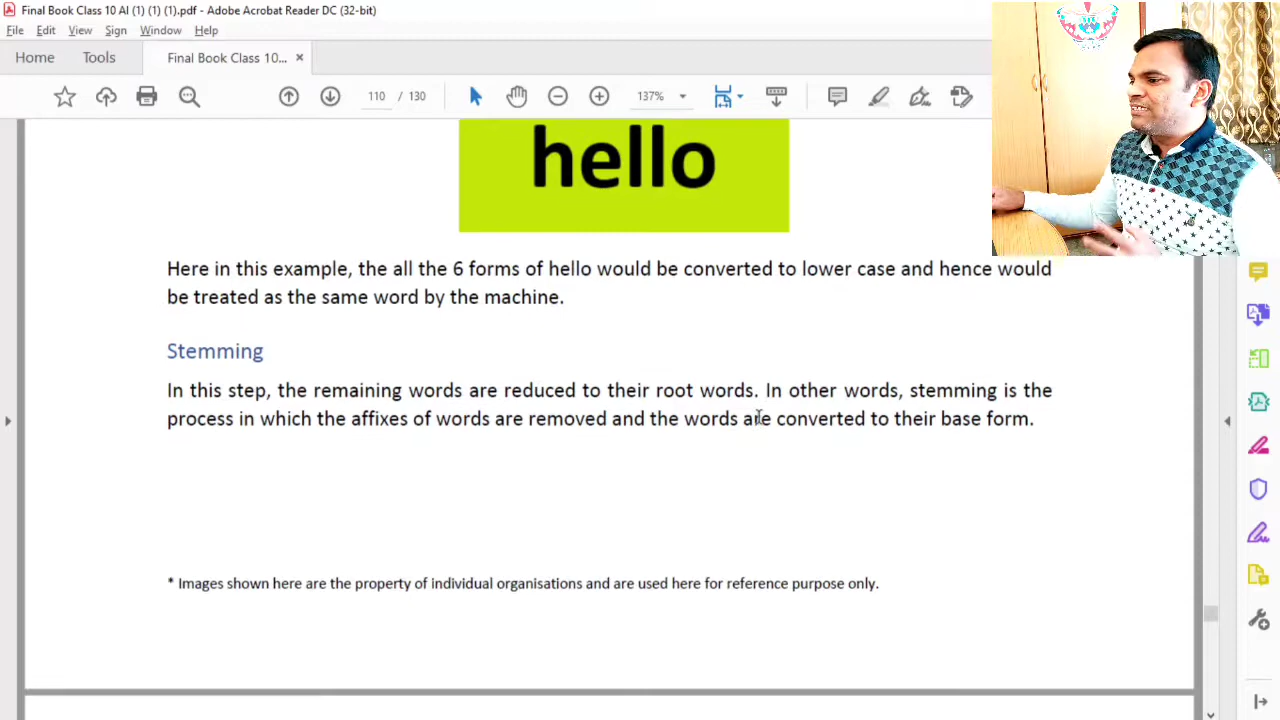 Final Book Class 10 AI (1) (1) (1).pdf - Adobe Acrobat Reader DC (32-bit)
File Edit View Sign Window Help
Home Tools Final Book Class 10... ×
110 / 130 137%
hello
Here in this example, the all the 6 forms of hello would be converted to lower case and hence would
be treated as the same word by the machine.
Stemming
In this step, the remaining words are reduced to their root words. In other words, stemming is the
process in which the affixes of words are removed and the words are converted to their base form.
* Images shown here are the property of individual organisations and are used here for reference purpose only.